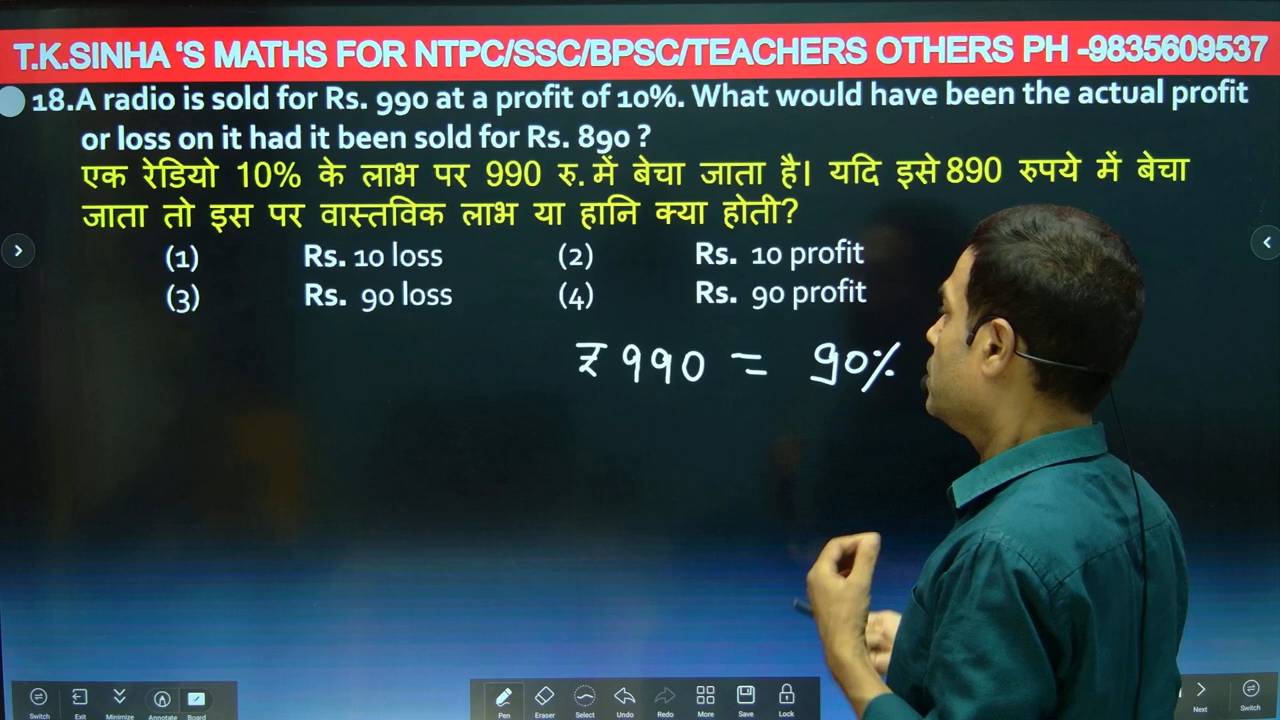 T.K.SINHA ‘S MATHS FOR NTPC/SSC/BPSC/TEACHERS OTHERS PH -9835609537
18.A radio is sold for Rs. 990 at a profit of 10%. What would have been the actual profit
or loss on it had it been sold for Rs. 890 ?
एक रेडियो 10% के लाभ पर 990 रु. में बेचा जाता है। यदि इसे 890 रुपये में बेचा
जाता तो इस पर वास्तविक लाभ या हानि क्या होती?
(1) Rs. 10 loss (2) Rs. 10 profit
(3) Rs. 90 loss (4) Rs. 90 profit
₹ 990 = 90%
Switch Exit Minimize Annotate Board Pen Eraser Select Undo Redo More Save Lock Next Switch